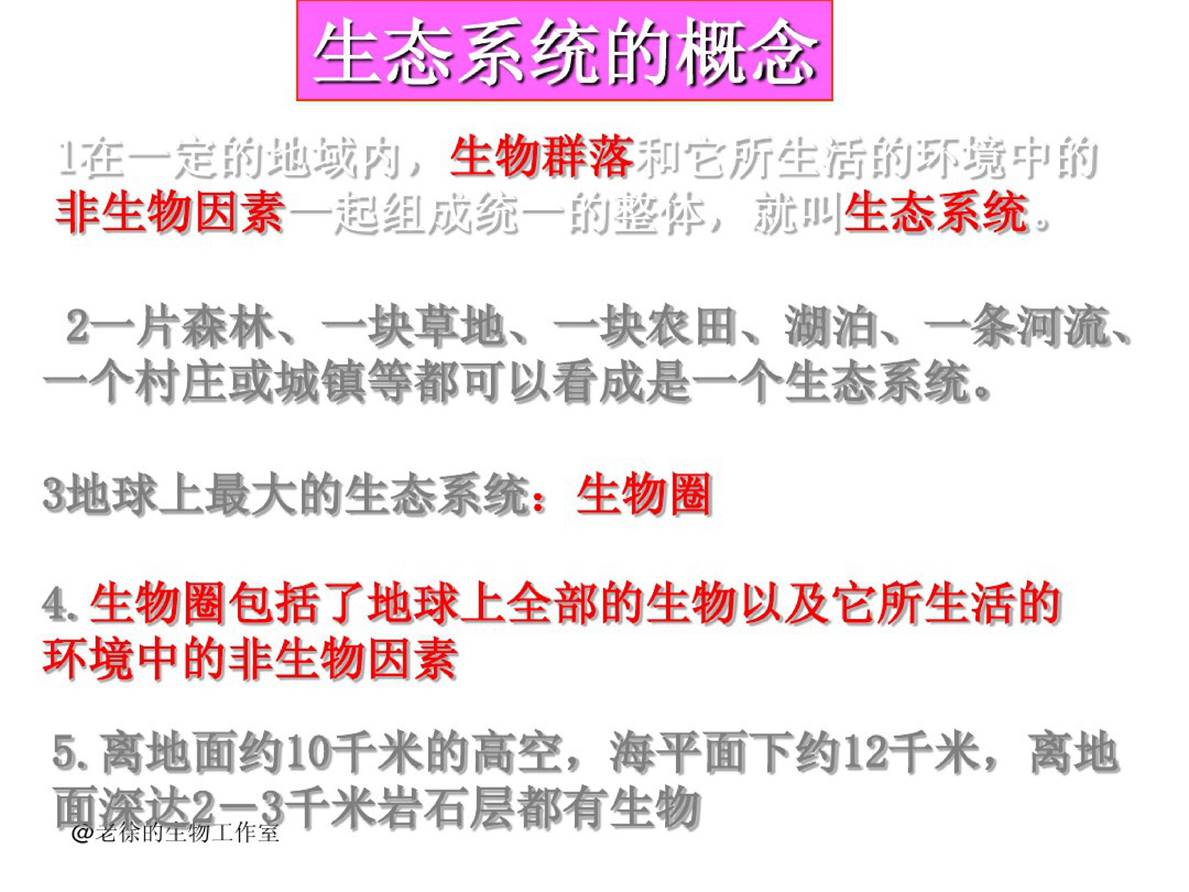 生态系统的概念
1在一定的地域内，生物群落和它所生活的环境中的
非生物因素一起组成统一的整体，就叫生态系统。
2一片森林、一块草地、一块农田、湖泊、一条河流、
一个村庄或城镇等都可以看成是一个生态系统。
3地球上最大的生态系统：生物圈
4.生物圈包括了地球上全部的生物以及它所生活的
环境中的非生物因素
5.离地面约10千米的高空，海平面下约12千米，离地
面深达2－3千米岩石层都有生物
@老徐的生物工作室